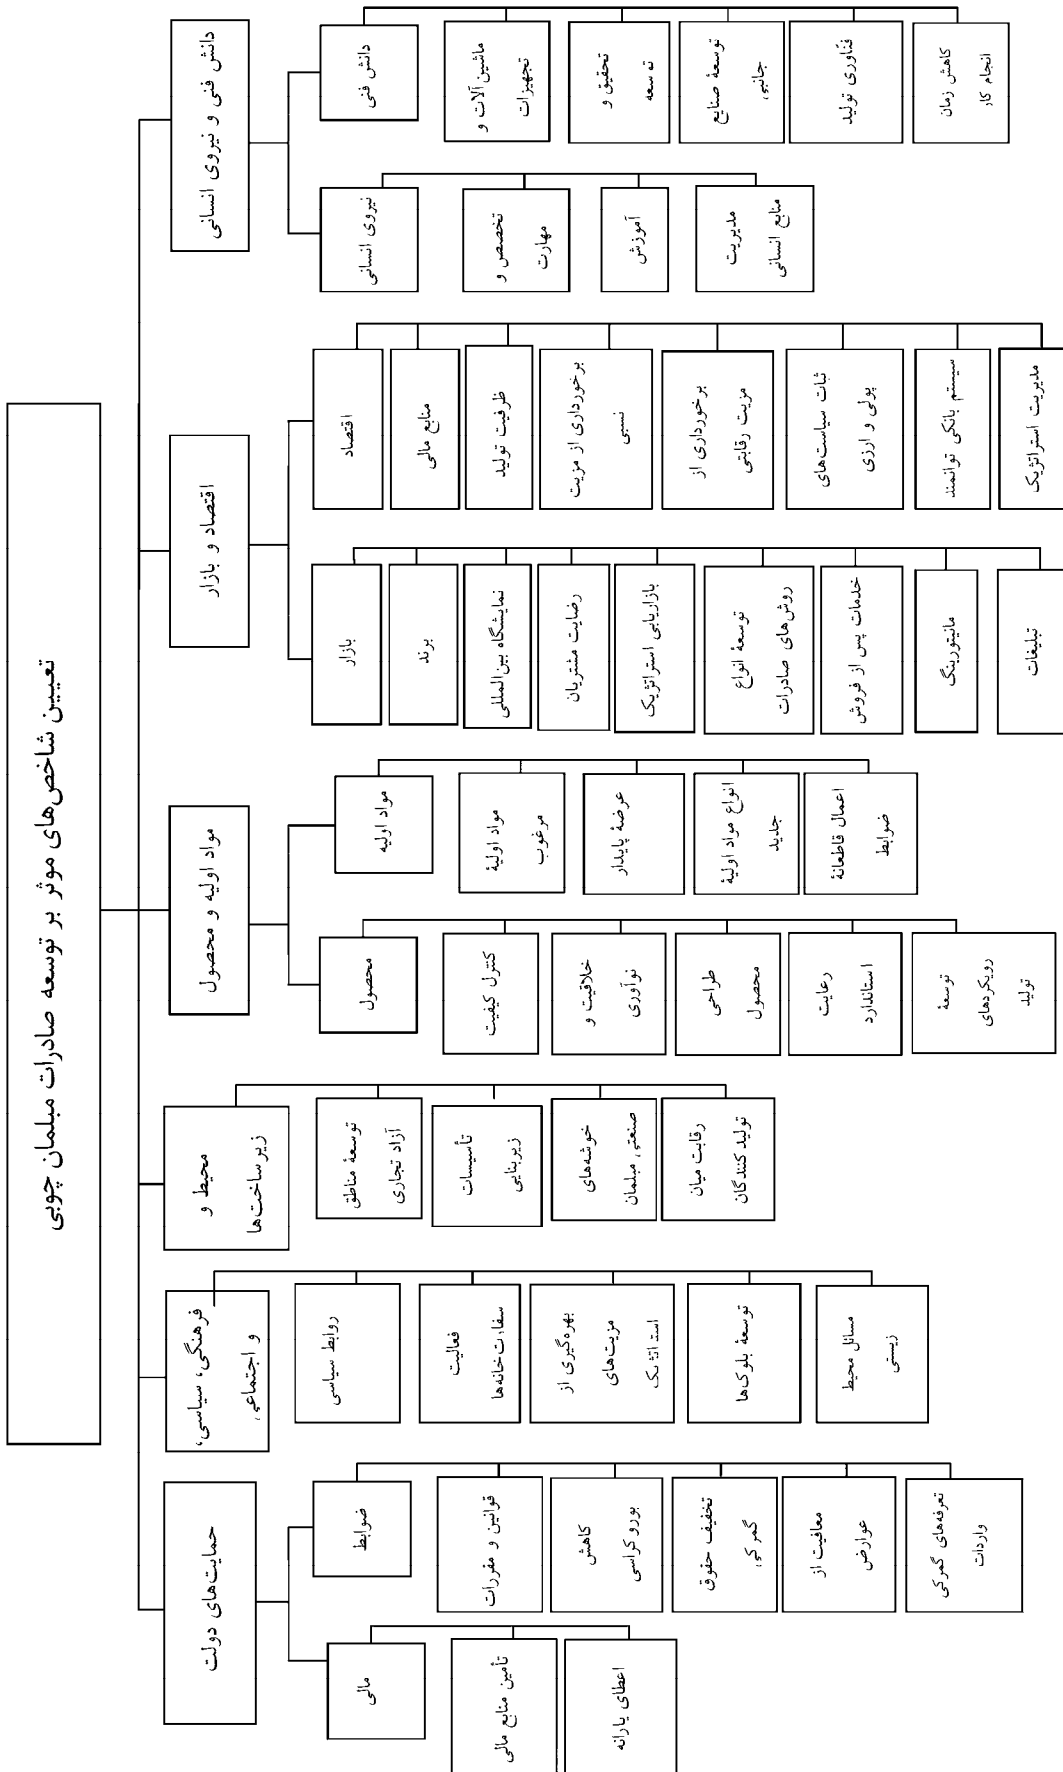 تعیین شاخص‌های موثر بر توسعه صادرات مبلمان چوبی
دانش فنی و نیروی انسانی
دانش فنی
ماشین‌آلات و
تجهیزات
تحقیق و
توسعه
توسعهٔ صنایع
جانبی
فنّاوری تولید
کاهش زمان
انجام کار
نیروی انسانی
تخصص و
مهارت
آموزش
مدیریت
منابع انسانی
اقتصاد و بازار
اقتصاد
منابع مالی
ظرفیت تولید
برخورداری از مزیت
نسبی
برخورداری از
مزیت رقابتی
ثبات سیاست‌های
پولی و ارزی
سیستم بانکی توانمند
مدیریت استراتژیک
بازار
برند
نمایشگاه بین‌المللی
رضایت مشتریان
بازاریابی استراتژیک
توسعهٔ انواع
روش‌های صادرات
خدمات پس از فروش
مانیتورینگ
تبلیغات
مواد اولیه و محصول
مواد اولیه
مواد اولیهٔ
مرغوب
عرضهٔ پایدار
انواع مواد اولیهٔ
جدید
اعمال قاطعانهٔ
ضوابط
محصول
کنترل کیفیت
خلاقیت و
نوآوری
طراحی
محصول
رعایت
استاندارد
توسعهٔ
رویکردهای
تولید
محیط و
زیرساخت‌ها
توسعهٔ مناطق
آزاد تجاری
تأسیسات
زیربنایی
خوشه‌های
صنعتی مبلمان
رقابت میان
تولیدکنندگان
فرهنگی، سیاسی،
و اجتماعی
روابط سیاسی
فعالیت
سفارت‌خانه‌ها
بهره‌گیری از
مزیت‌های
استراتژیک
توسعهٔ بلوک‌ها
مسائل محیط
زیستی
حمایت‌های دولت
ضوابط
قوانین و مقررات
کاهش
بوروکراسی
تخفیف حقوق
گمرکی
معافیت از
عوارض
تعرفه‌های گمرکی
واردات
مالی
تأمین منابع مالی
اعطای یارانه